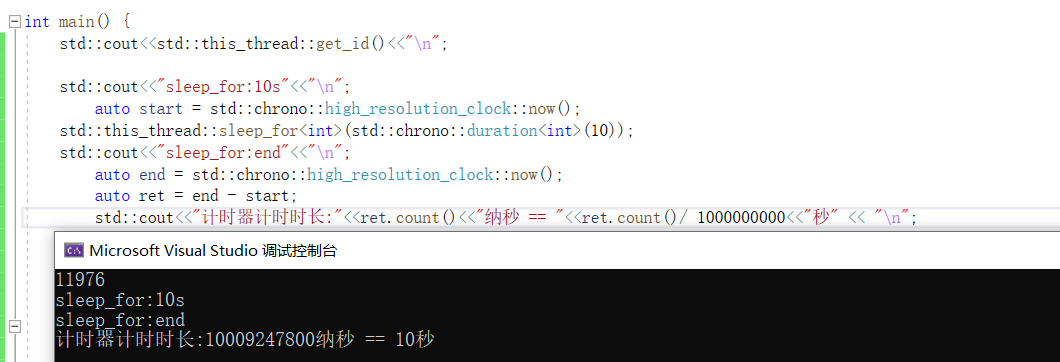 int main() {
std::cout<<std::this_thread::get_id()<<"\n";
std::cout<<"sleep_for:10s"<<"\n";
auto start = std::chrono::high_resolution_clock::now();
std::this_thread::sleep_for<int>(std::chrono::duration<int>(10));
std::cout<<"sleep_for:end"<<"\n";
auto end = std::chrono::high_resolution_clock::now();
auto ret = end - start;
std::cout<<"计时器计时时长:"<<ret.count()<<"纳秒 == "<<ret.count()/ 1000000000<<"秒" << "\n";
Microsoft Visual Studio 调试控制台
11976
sleep_for:10s
sleep_for:end
计时器计时时长:10009247800纳秒 == 10秒